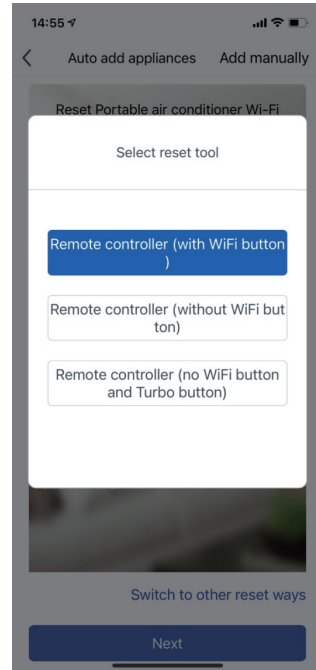 14:55
Auto add appliances Add manually
Reset Portable air conditioner Wi-Fi
Select reset tool
Remote controller (with WiFi button
)
Remote controller (without WiFi but
ton)
Remote controller (no WiFi button
and Turbo button)
Switch to other reset ways
Next